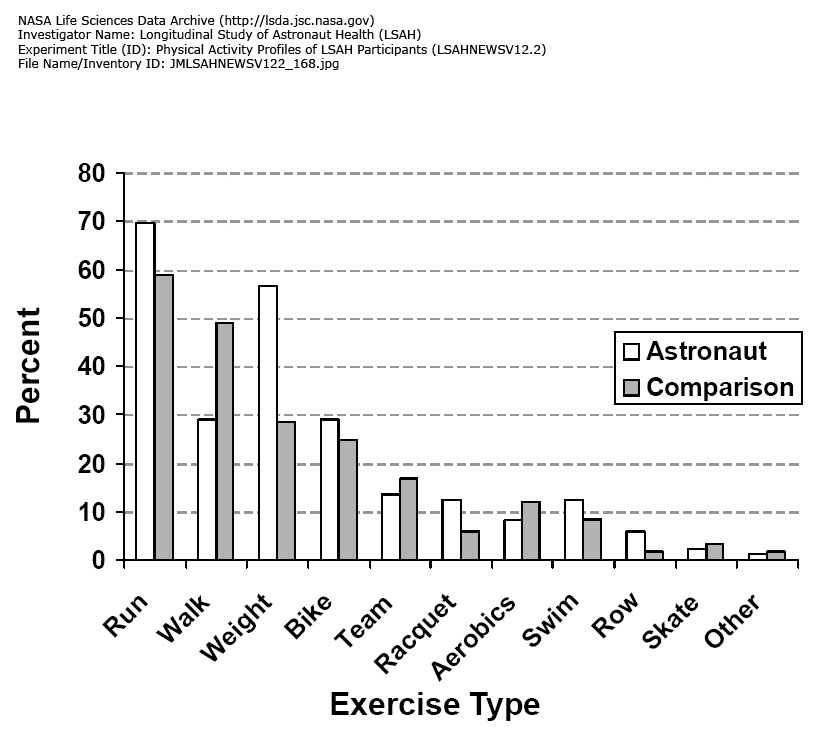 NASA Life Sciences Data Archive (http://lsda.jsc.nasa.gov)
Investigator Name: Longitudinal Study of Astronaut Health (LSAH)
Experiment Title (ID): Physical Activity Profiles of LSAH Participants (LSAHNEWSV12.2)
File Name/Inventory ID: JMLSAHNEWSV122_168.jpg
80
70
60
50
40
30
20
10
0
Percent
Astronaut
Comparison
Run
Walk
Weight
Bike
Team
Racquet
Aerobics
Swim
Row
Skate
Other
Exercise Type